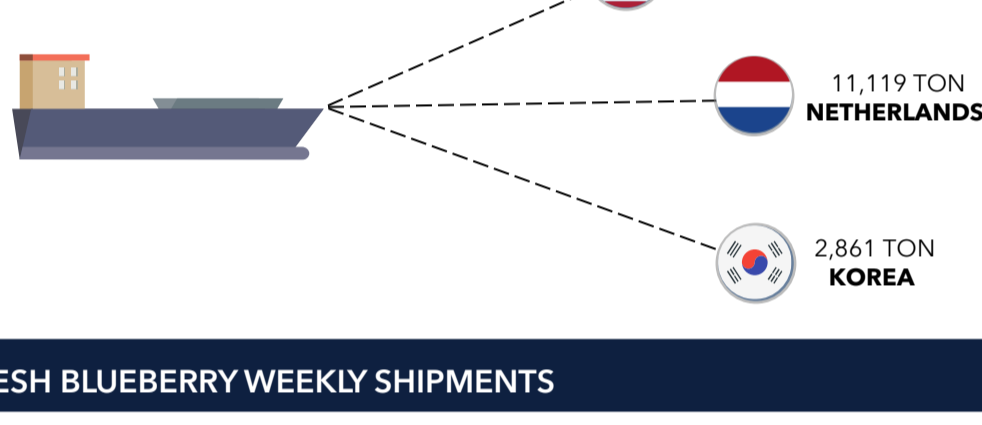 11,119 TON
NETHERLANDS
2,861 TON
KOREA
ESH BLUEBERRY WEEKLY SHIPMENTS